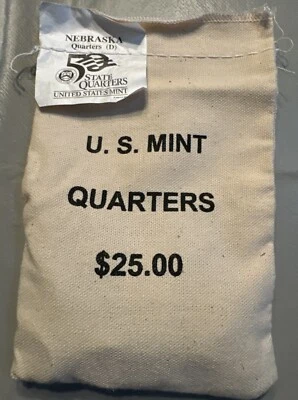 NEBRASKA
Quarters (D)
50
STATE
QUARTERS
UNITED STATES MINT
U. S. MINT
QUARTERS
$25.00